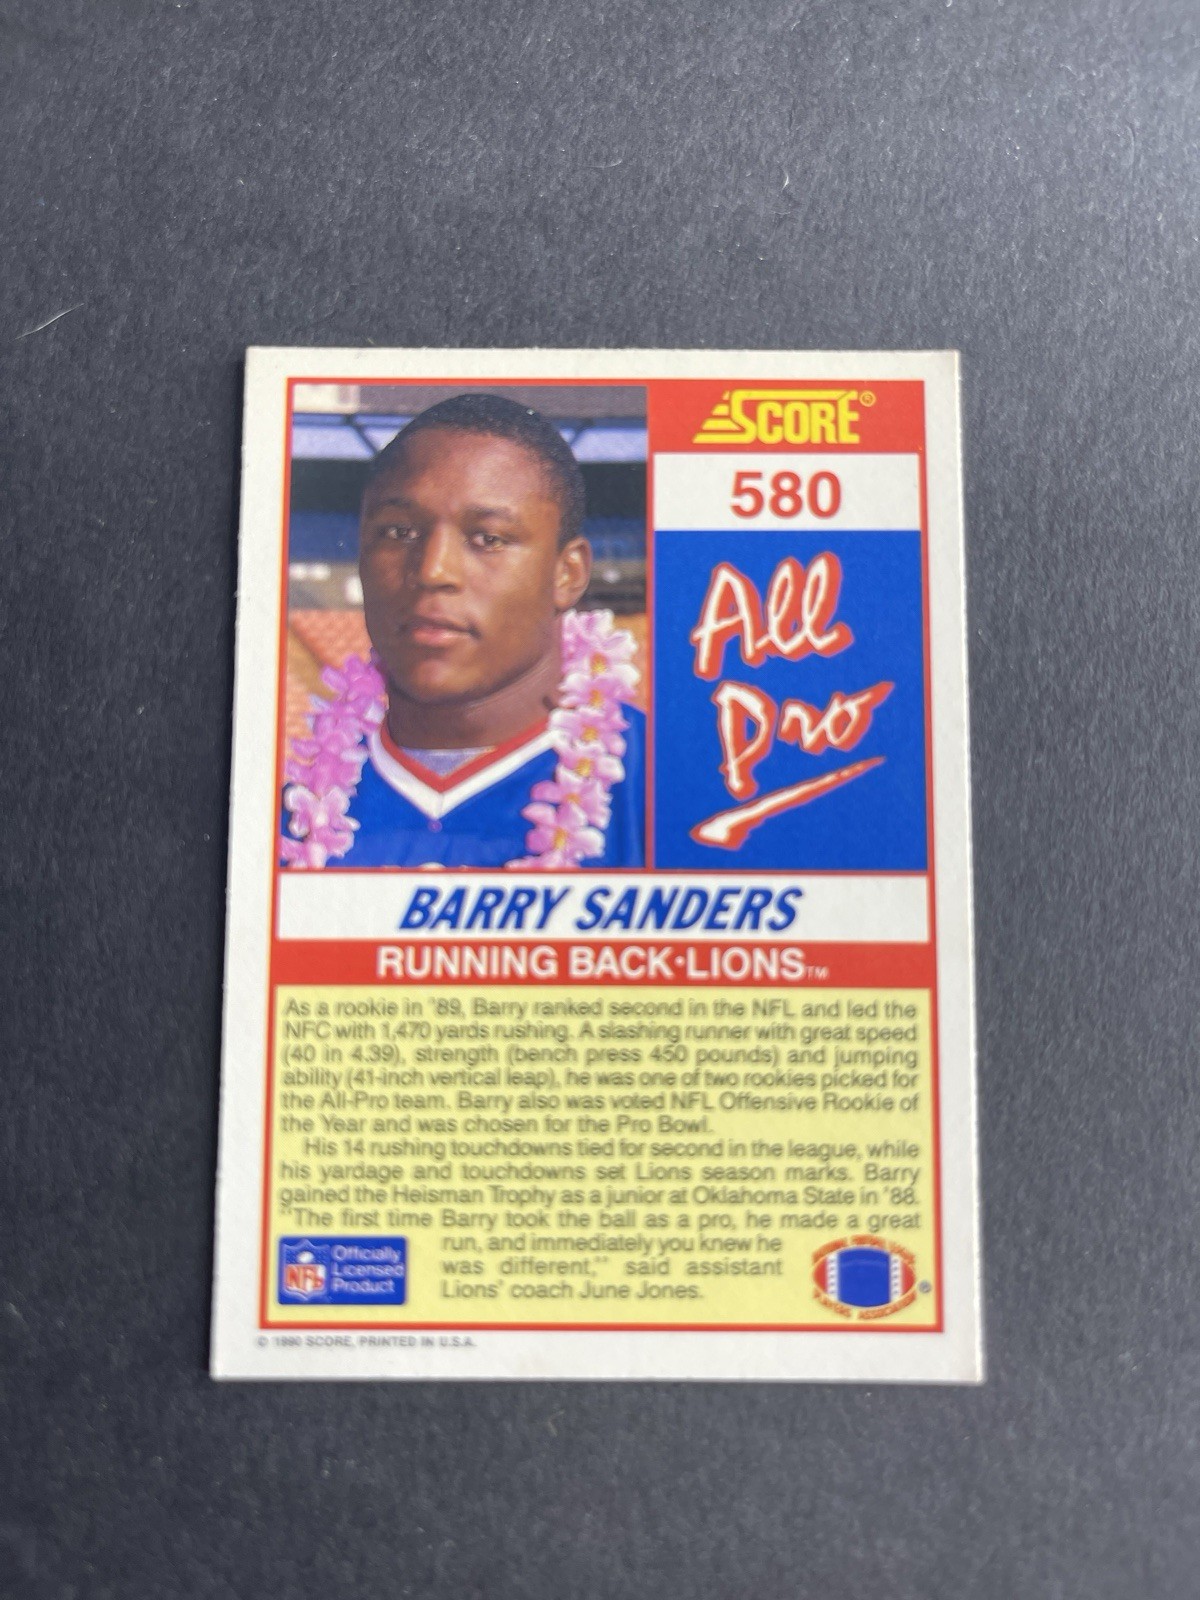 SCORE®
580
All
Pro
BARRY SANDERS
RUNNING BACK·LIONS™
As a rookie in '89, Barry ranked second in the NFL and led the
NFC with 1,470 yards rushing. A slashing runner with great speed
(40 in 4.39), strength (bench press 450 pounds) and jumping
ability (41-inch vertical leap), he was one of two rookies picked for
the All-Pro team. Barry also was voted NFL Offensive Rookie of
the Year and was chosen for the Pro Bowl.
His 14 rushing touchdowns tied for second in the league, while
his yardage and touchdowns set Lions season marks. Barry
gained the Heisman Trophy as a junior at Oklahoma State in '88.
"The first time Barry took the ball as a pro, he made a great
run, and immediately you knew he
was different," said assistant
Lions' coach June Jones.
NFL
Officially
Licensed
Product
PLAYERS ASSOCIATION ®
© 1990 SCORE, PRINTED IN U.S.A.